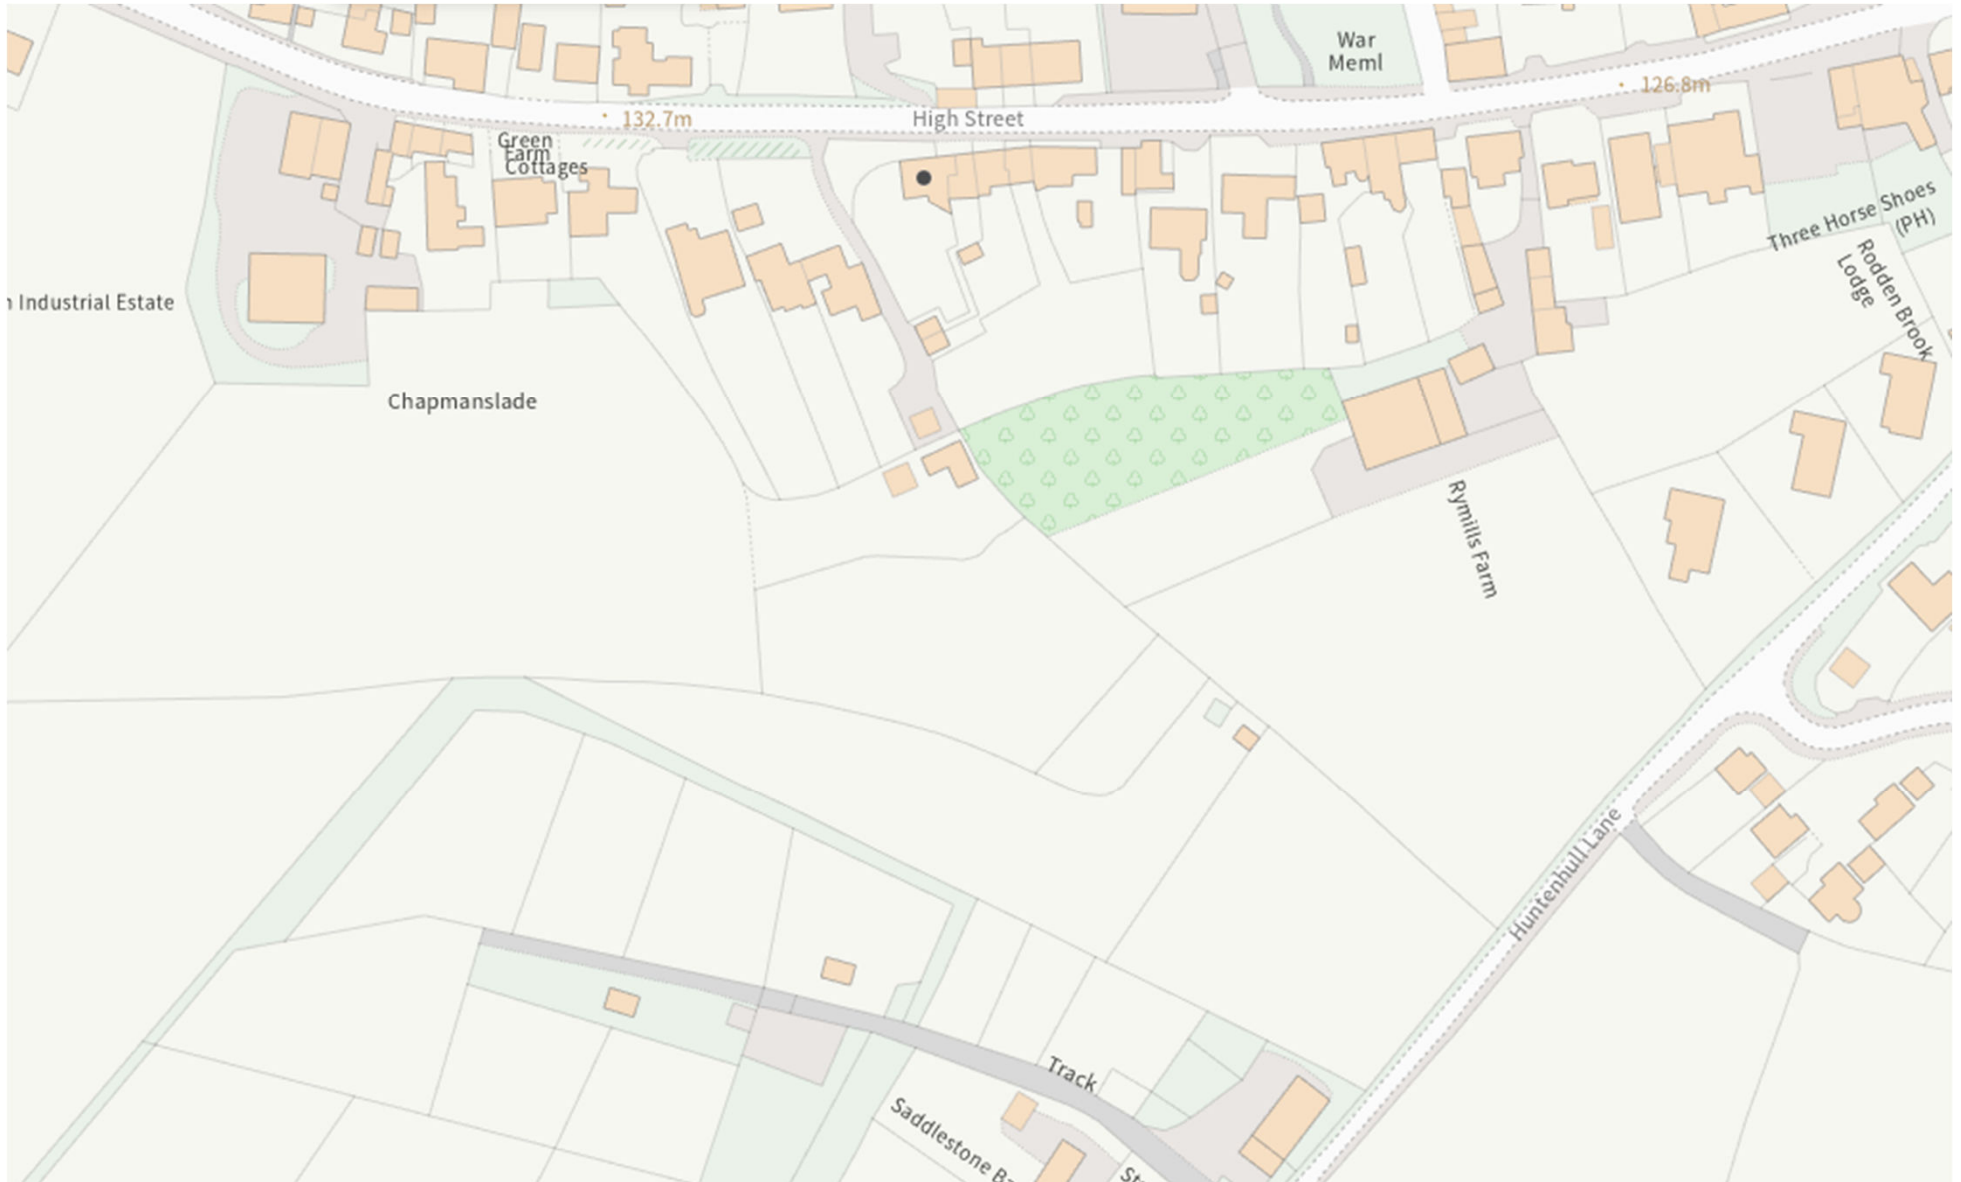 War
Meml
126.8m
132.7m
High Street
Green
Farm
Cottages
Three Horse Shoes
(PH)
Rodden Brook
Lodge
Industrial Estate
Chapmanslade
Rymills Farm
Huntenhull Lane
Track
Saddlestone